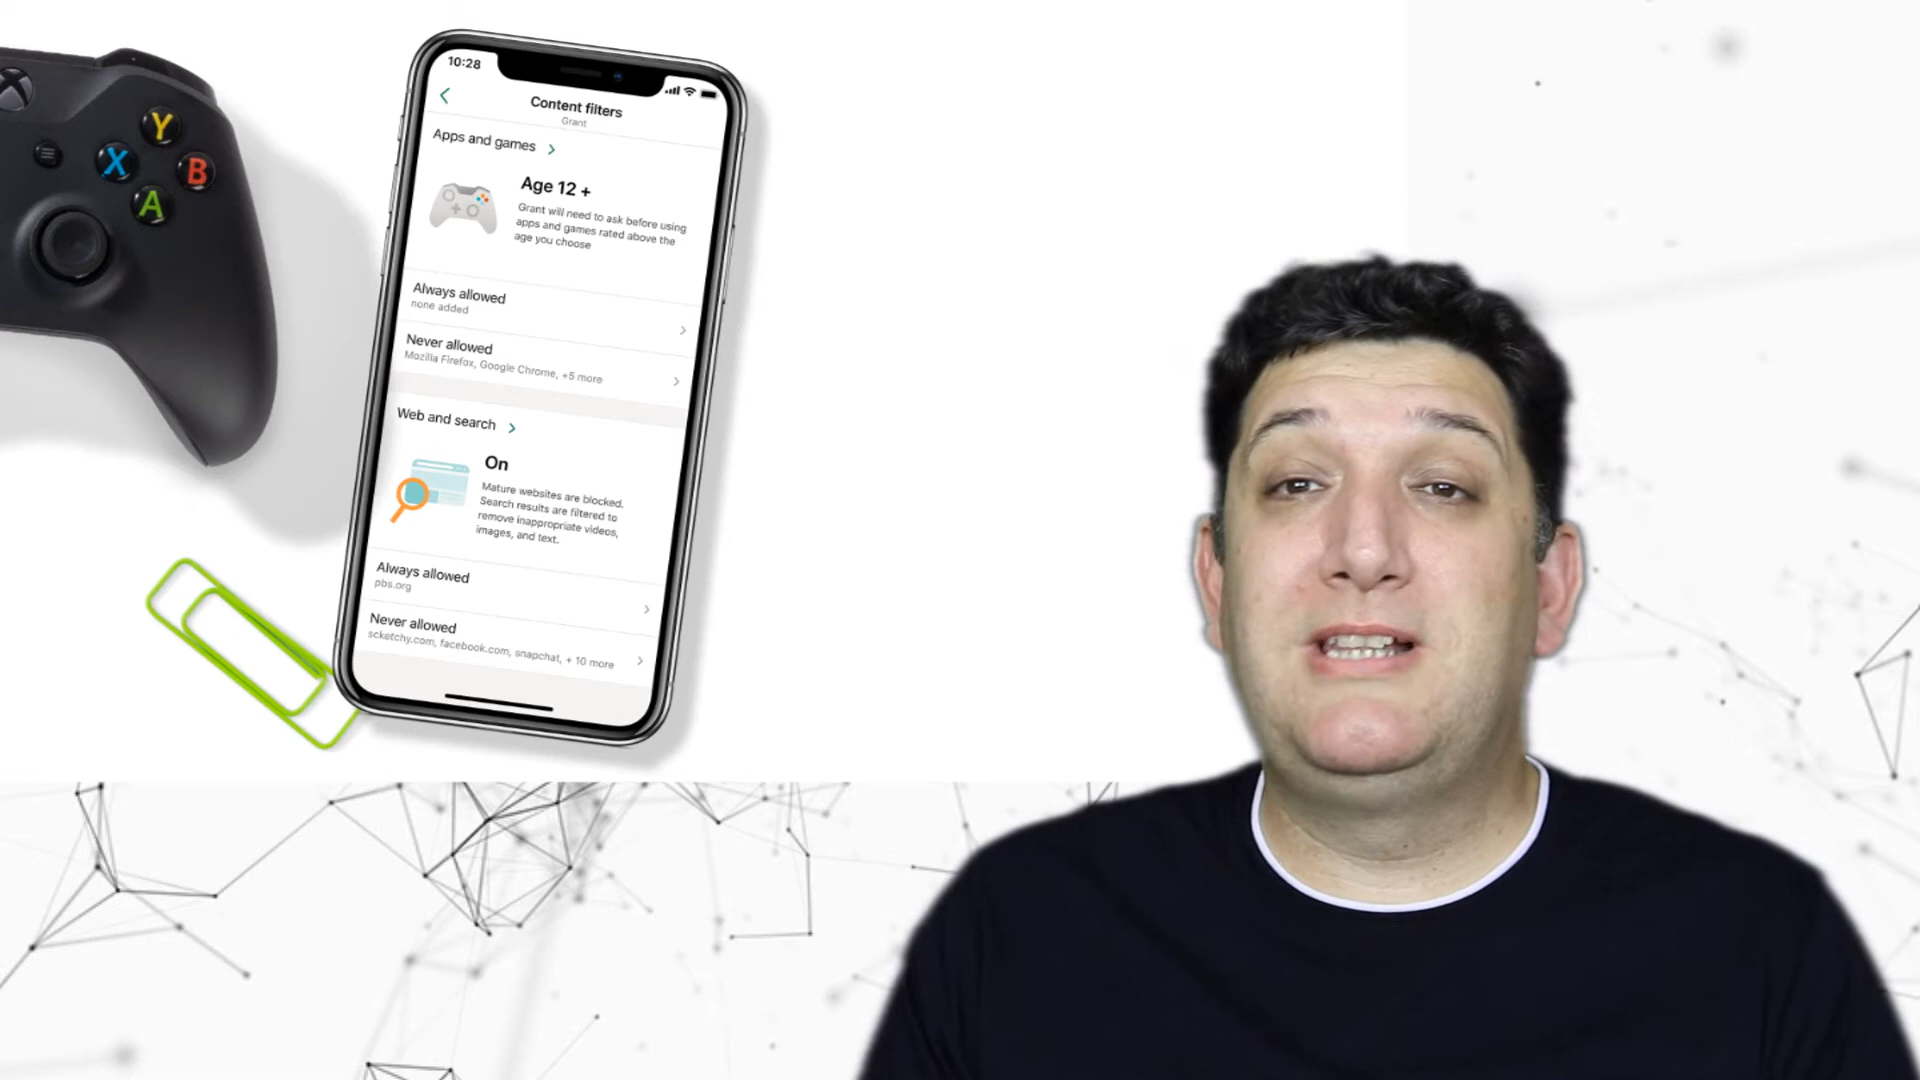 10:28
Content filters
Grant
Apps and games
Age 12 +
Grant will need to ask before using
apps and games rated above the
age you choose
Always allowed
none added
Never allowed
Mozilla Firefox, Google Chrome, +5 more
Web and search
On
Mature websites are blocked.
Search results are filtered to
remove inappropriate videos,
images, and text.
Always allowed
pbs.org
Never allowed
scketchy.com, facebook.com, snapchat, + 10 more
Y
X
B
A